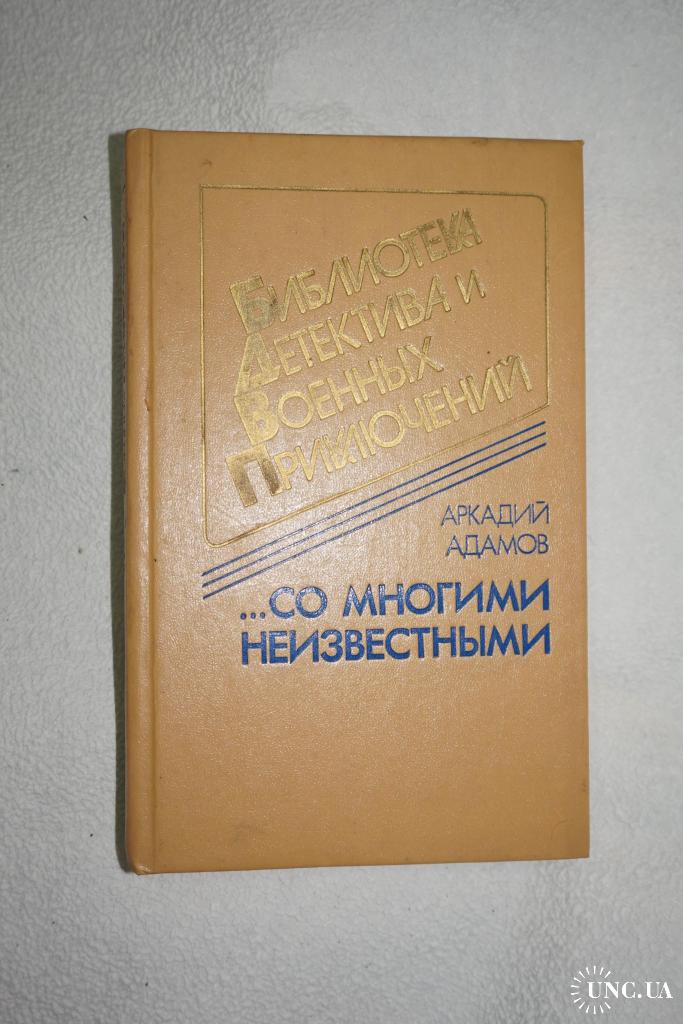 БИБЛИОТЕКА
ДЕТЕКТИВА И
ВОЕННЫХ
ПРИКЛЮЧЕНИЙ
АРКАДИЙ
АДАМОВ
...СО МНОГИМИ
НЕИЗВЕСТНЫМИ
UNC.UA